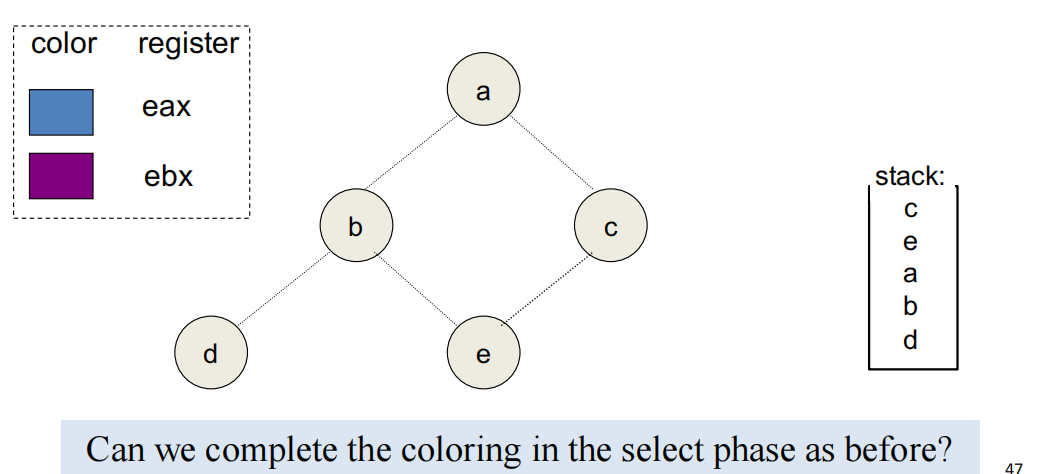 color register
eax
ebx
a
b
c
d
e
stack:
c
e
a
b
d
Can we complete the coloring in the select phase as before?
47